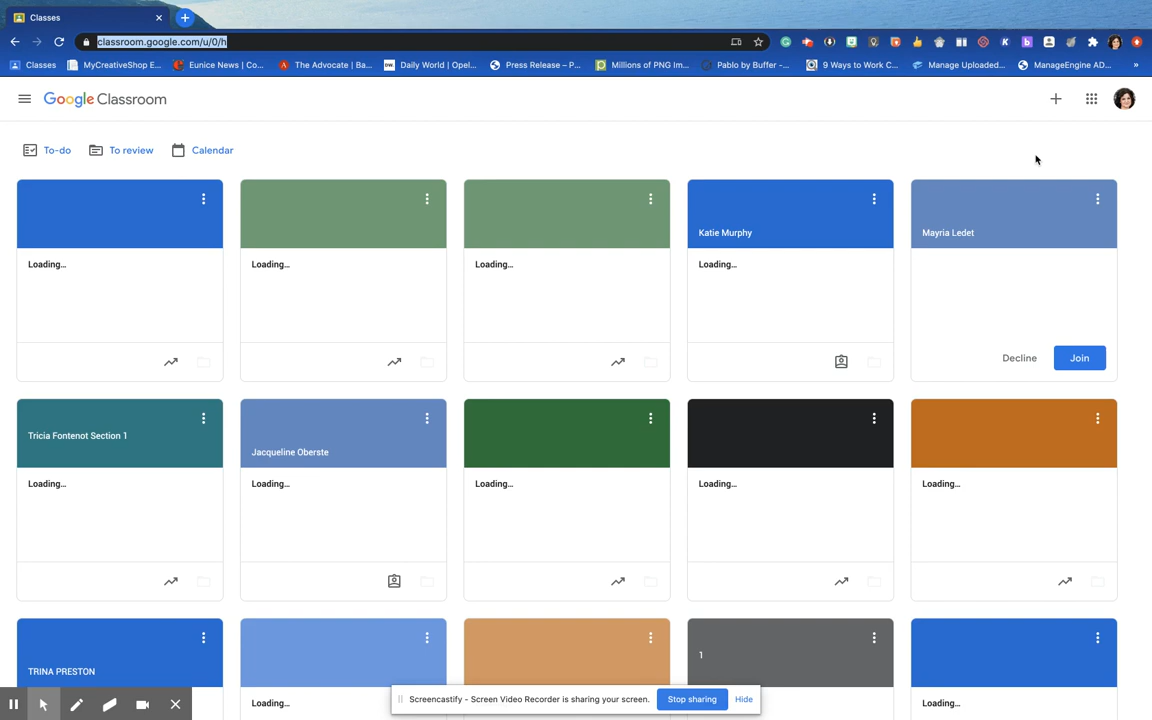 Classes
classroom.google.com/u/0/h
Classes
MyCreativeShop E...
Eunice News | Co...
The Advocate | Ba...
Daily World | Opel...
Press Release – P...
Millions of PNG Im...
Pablo by Buffer -...
9 Ways to Work C...
Manage Uploaded...
ManageEngine AD...
»
Google Classroom
To-do
To review
Calendar
Katie Murphy
Mayria Ledet
Loading...
Loading...
Loading...
Loading...
Decline
Join
Tricia Fontenot Section 1
Jacqueline Oberste
Loading...
Loading...
Loading...
Loading...
Loading...
TRINA PRESTON
1
Loading...
Loading...
Screencastify - Screen Video Recorder is sharing your screen.
Stop sharing
Hide